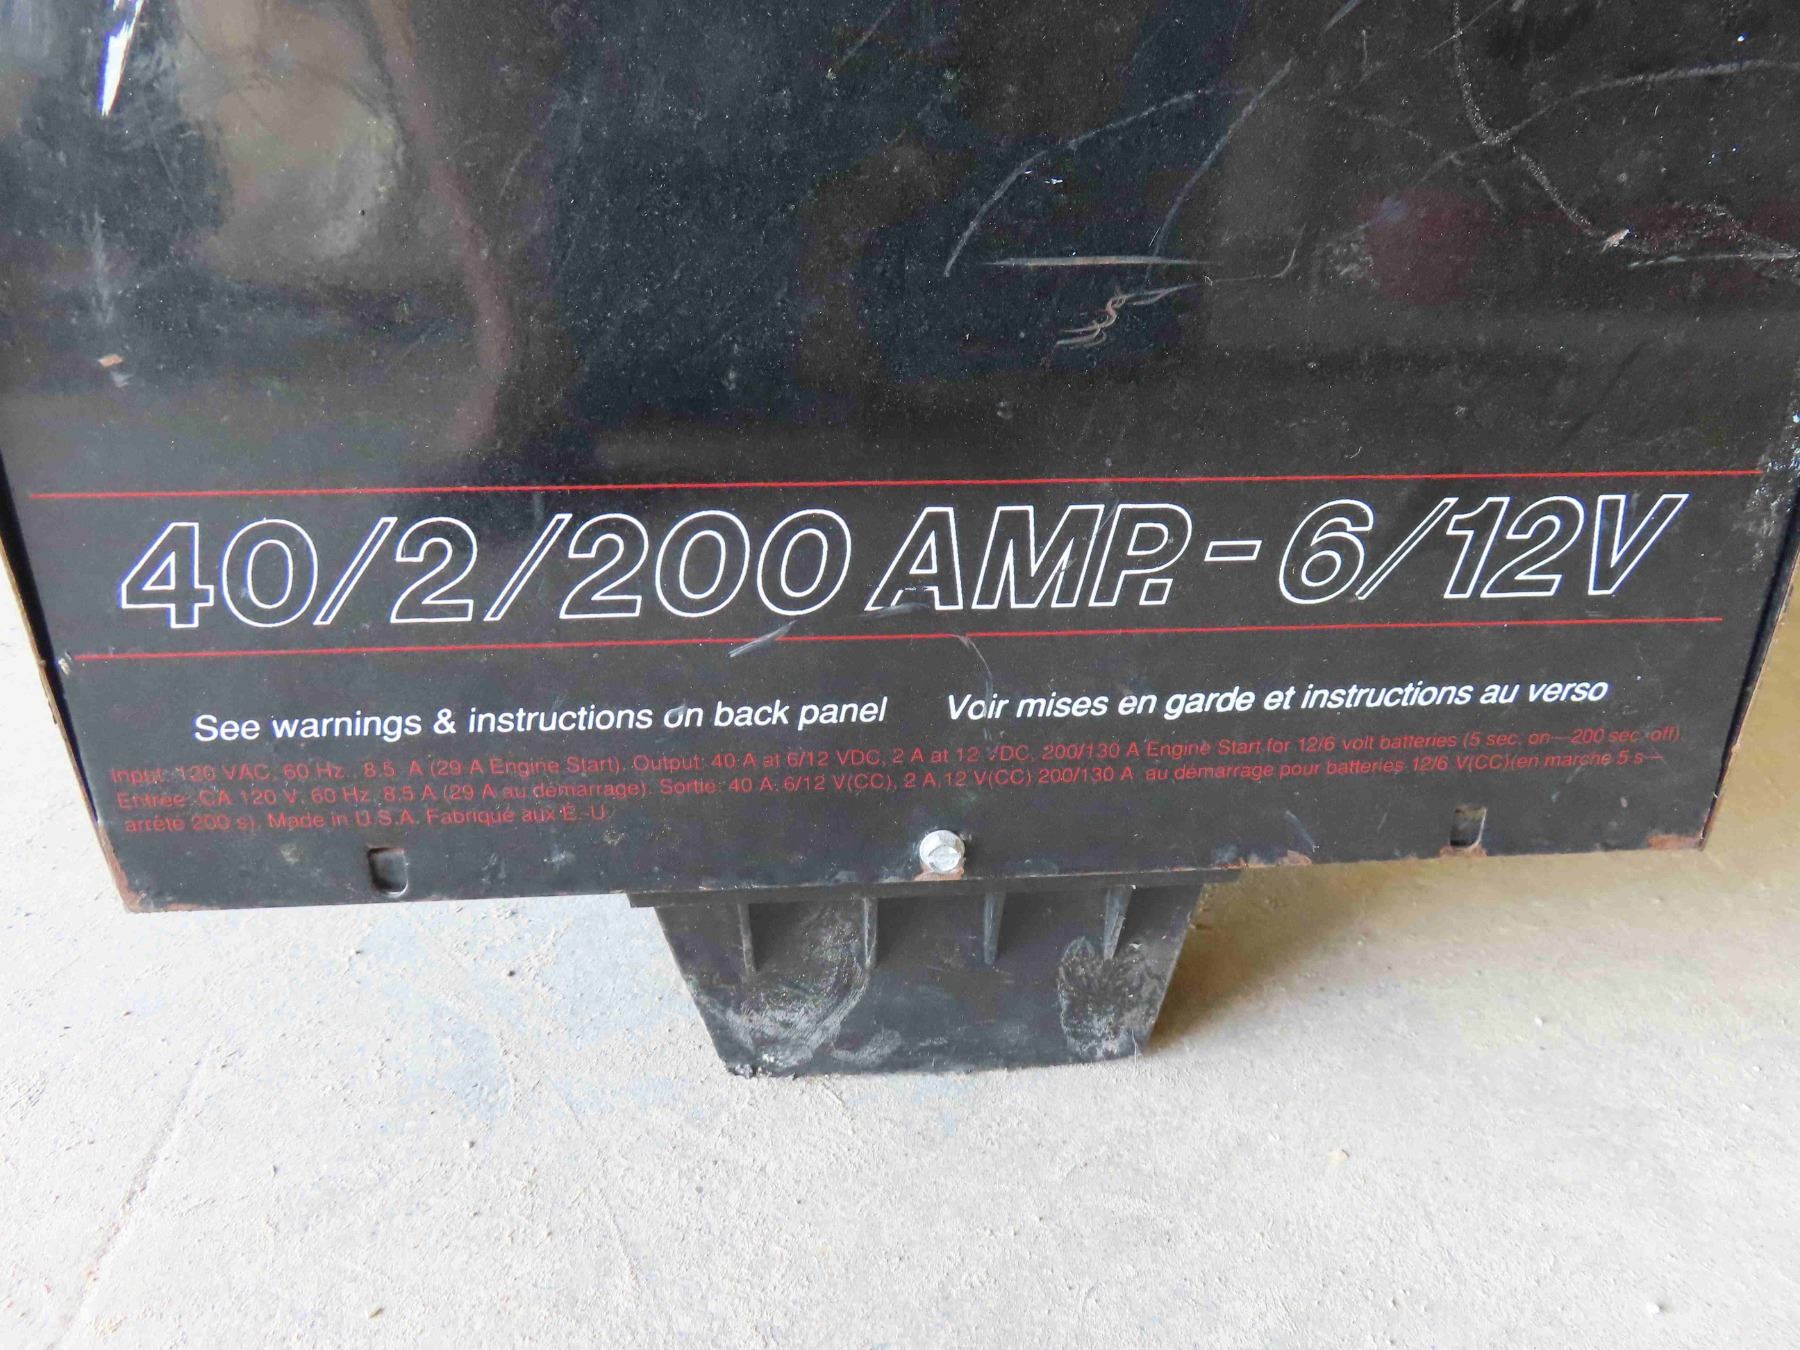 40/2/200 AMP. - 6/12V
See warnings & instructions on back panel Voir mises en garde et instructions au verso
Input: 120 VAC, 60 Hz., 8.5 A (29 A Engine Start). Output: 40 A at 6/12 VDC, 2 A at 12 VDC, 200/130 A Engine Start for 12/6 volt batteries (5 sec. on—200 sec. off)
Entrée: CA 120 V, 60 Hz, 8.5 A (29 A au démarrage). Sortie: 40 A, 6/12 V(CC), 2 A, 12 V(CC) 200/130 A au démarrage pour batteries 12/6 V(CC)(en marche 5 s—
arrêté 200 s). Made in U.S.A. Fabriqué aux É.-U.